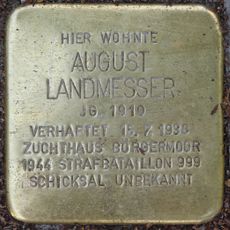 HIER WOHNTE
AUGUST
LANDMESSER
JG. 1910
VERHAFTET 15.7.1938
ZUCHTHAUS BÖRGERMOOR
1944 STRAFBATAILLON 999
SCHICKSAL UNBEKANNT